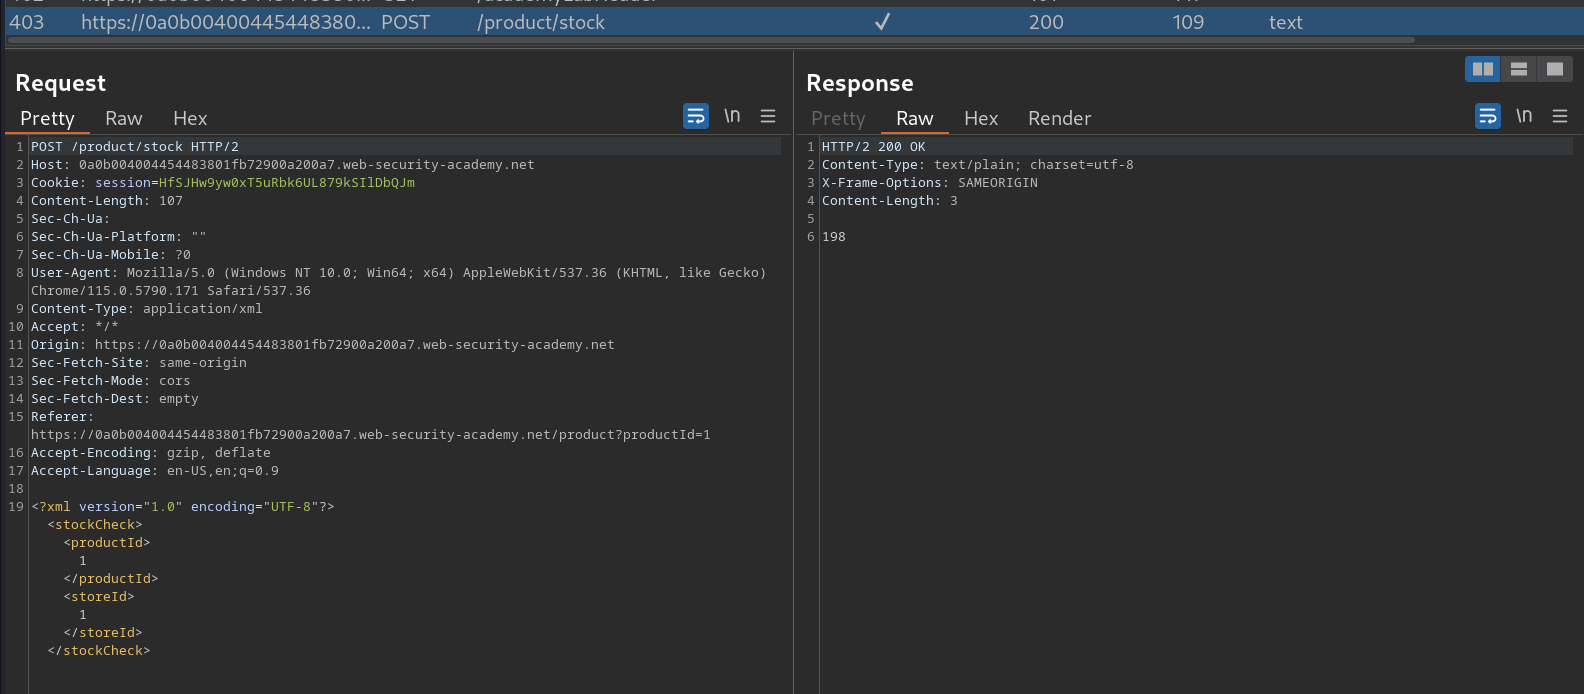 403 https://0a0b00400445448380... POST /product/stock 200 109 text
Request
Pretty Raw Hex
\n
1 POST /product/stock HTTP/2
2 Host: 0a0b004004454483801fb72900a200a7.web-security-academy.net
3 Cookie: session=HfSJHw9yw0xT5uRbk6UL879kSIlDbQJm
4 Content-Length: 107
5 Sec-Ch-Ua:
6 Sec-Ch-Ua-Platform: ""
7 Sec-Ch-Ua-Mobile: ?0
8 User-Agent: Mozilla/5.0 (Windows NT 10.0; Win64; x64) AppleWebKit/537.36 (KHTML, like Gecko)
Chrome/115.0.5790.171 Safari/537.36
9 Content-Type: application/xml
10 Accept: */*
11 Origin: https://0a0b004004454483801fb72900a200a7.web-security-academy.net
12 Sec-Fetch-Site: same-origin
13 Sec-Fetch-Mode: cors
14 Sec-Fetch-Dest: empty
15 Referer:
https://0a0b004004454483801fb72900a200a7.web-security-academy.net/product?productId=1
16 Accept-Encoding: gzip, deflate
17 Accept-Language: en-US,en;q=0.9
18
19 <?xml version="1.0" encoding="UTF-8"?>
<stockCheck>
<productId>
1
</productId>
<storeId>
1
</storeId>
</stockCheck>
Response
Pretty Raw Hex Render
\n
1 HTTP/2 200 OK
2 Content-Type: text/plain; charset=utf-8
3 X-Frame-Options: SAMEORIGIN
4 Content-Length: 3
5
6 198